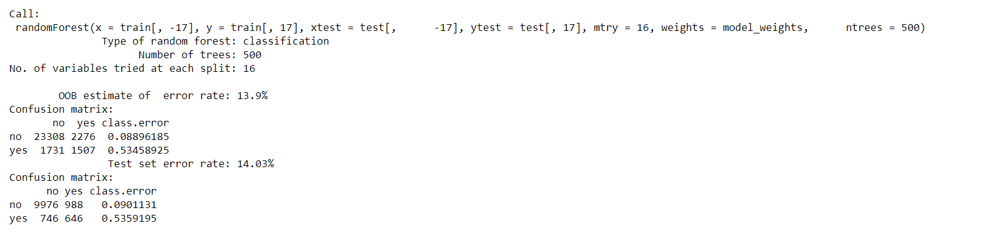 Call:
 randomForest(x = train[, -17], y = train[, 17], xtest = test[,      -17], ytest = test[, 17], mtry = 16, weights = model_weights,      ntrees = 500)
               Type of random forest: classification
                     Number of trees: 500
No. of variables tried at each split: 16

        OOB estimate of  error rate: 13.9%
Confusion matrix:
       no  yes class.error
no  23308 2276  0.08896185
yes  1731 1507  0.53458925
                Test set error rate: 14.03%
Confusion matrix:
      no yes class.error
no  9976 988   0.0901131
yes  746 646   0.5359195